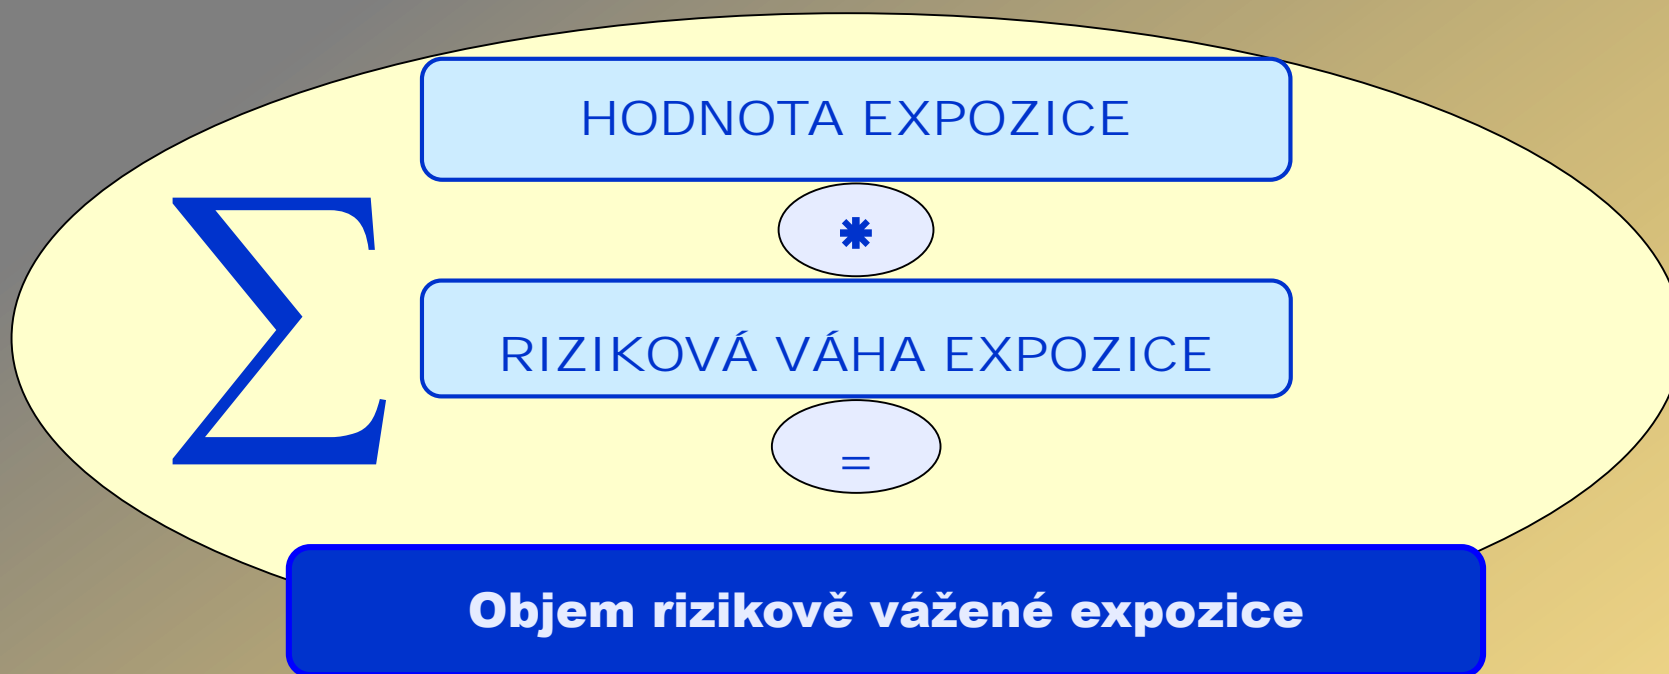 HODNOTA EXPOZICE
*
∑
RIZIKOVÁ VÁHA EXPOZICE
=
Objem rizikově vážené expozice